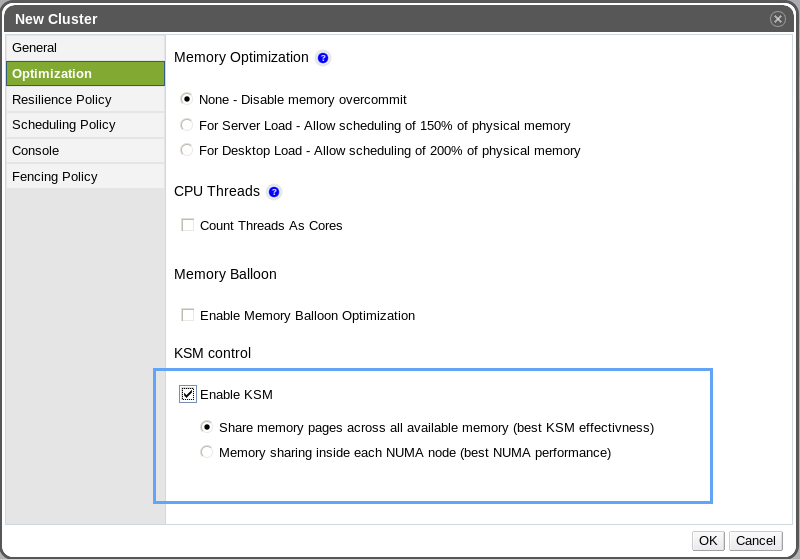 New Cluster
General
Optimization
Resilience Policy
Scheduling Policy
Console
Fencing Policy
Memory Optimization ?
None - Disable memory overcommit
For Server Load - Allow scheduling of 150% of physical memory
For Desktop Load - Allow scheduling of 200% of physical memory
CPU Threads ?
Count Threads As Cores
Memory Balloon
Enable Memory Balloon Optimization
KSM control
Enable KSM
Share memory pages across all available memory (best KSM effectivness)
Memory sharing inside each NUMA node (best NUMA performance)
OK Cancel